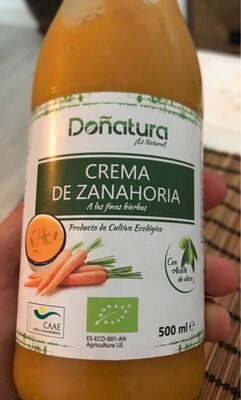 Doñatura
¡Es Natural!
CREMA
DE ZANAHORIA
A las finas hierbas
Producto de Cultivo Ecológico
Con
Aceite
de oliva
CAAE
ES-ECO-001-AN
Agricultura UE
500 ml e